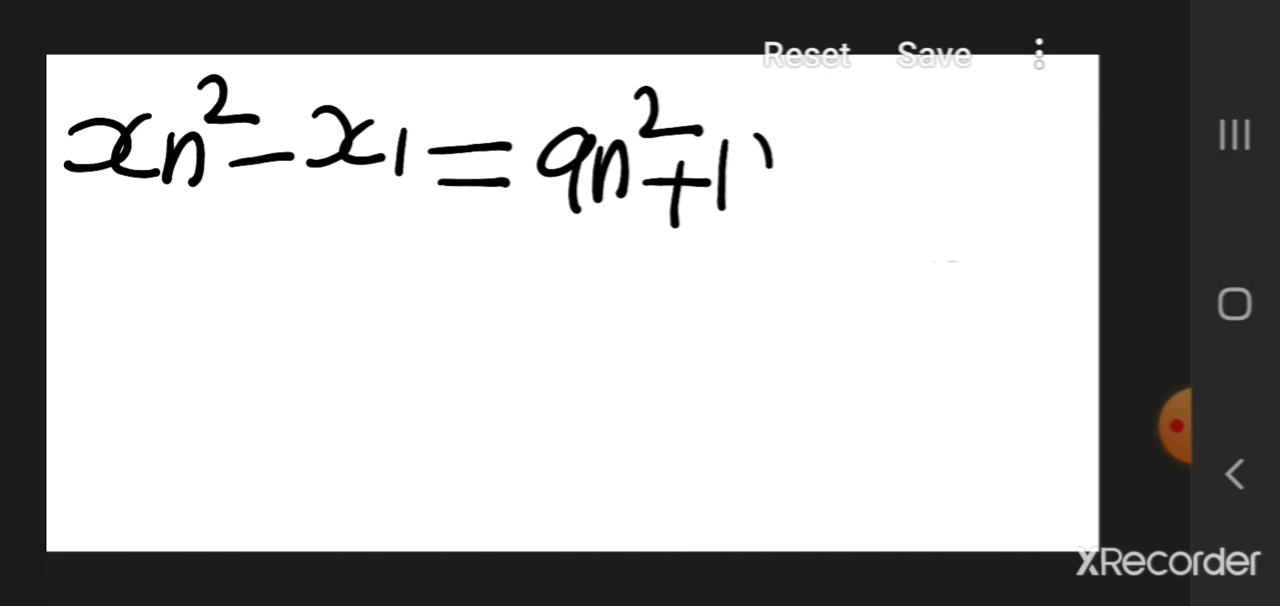 Reset Save
xn² - x1 = 9n² + 1
XRecorder